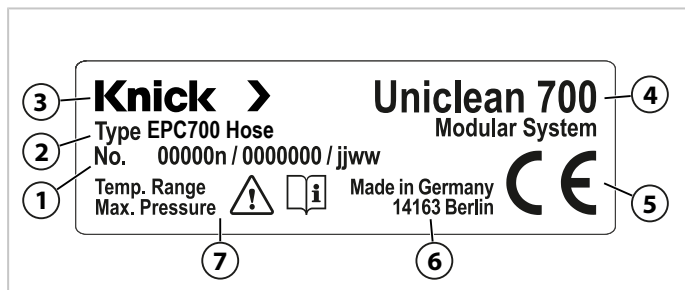 Knick >
Uniclean 700
Modular System
Type EPC700 Hose
No. 00000n / 0000000 / jjww
Temp. Range
Max. Pressure
i
Made in Germany
14163 Berlin
CE
3
2
1
7
6
5
4